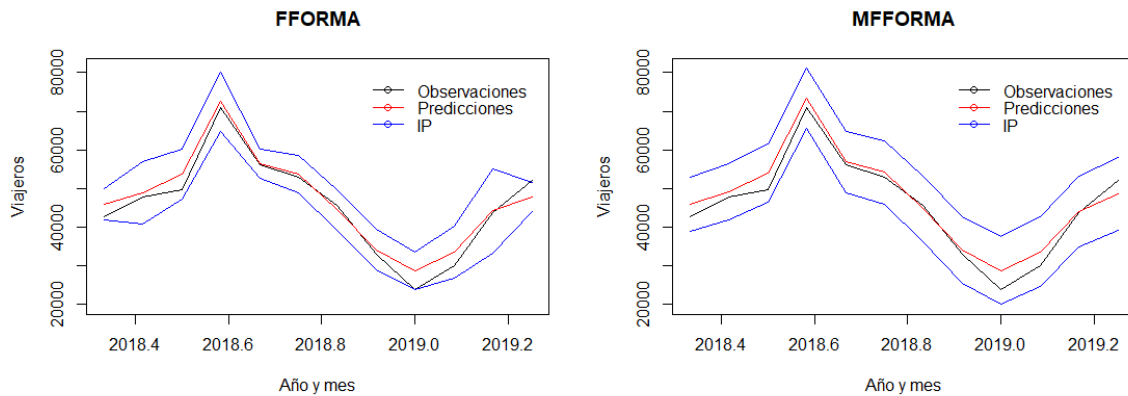 FFORMA
80000
60000
40000
20000
Viajeros
Observaciones
Predicciones
IP
2018.4 2018.6 2018.8 2019.0 2019.2
Año y mes
MFFORMA
80000
60000
40000
20000
Viajeros
Observaciones
Predicciones
IP
2018.4 2018.6 2018.8 2019.0 2019.2
Año y mes